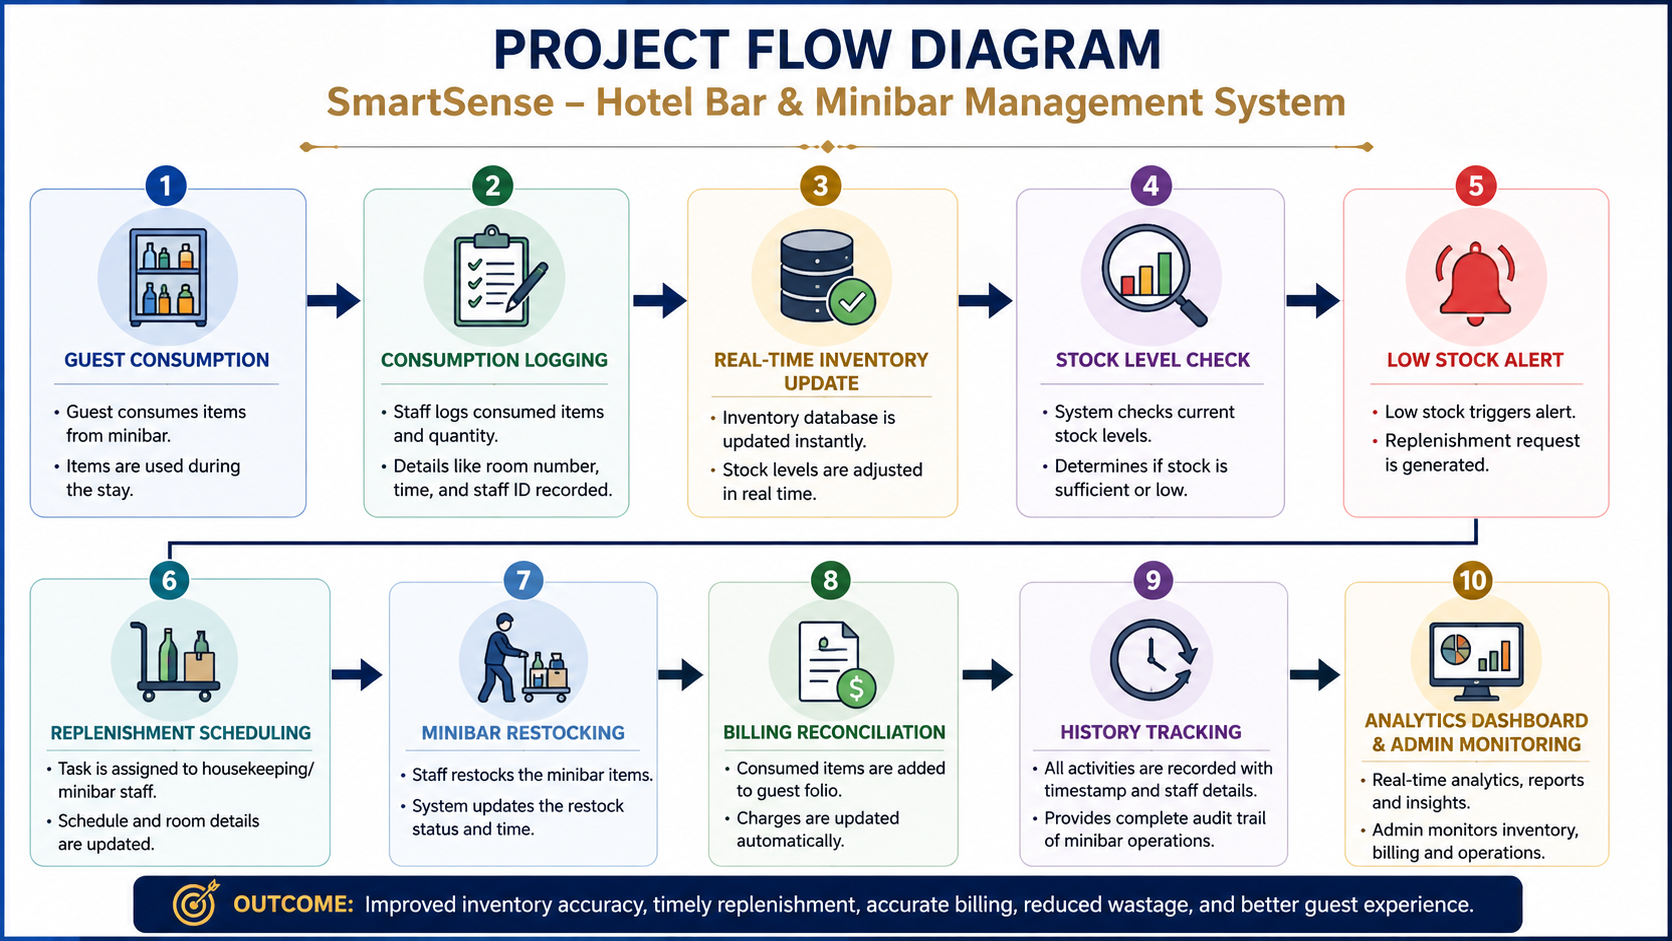 PROJECT FLOW DIAGRAM
SmartSense – Hotel Bar & Minibar Management System
1
GUEST CONSUMPTION
• Guest consumes items
from minibar.
• Items are used during
the stay.
2
CONSUMPTION LOGGING
• Staff logs consumed items
and quantity.
• Details like room number,
time, and staff ID recorded.
3
REAL-TIME INVENTORY
UPDATE
• Inventory database is
updated instantly.
• Stock levels are adjusted
in real time.
4
STOCK LEVEL CHECK
• System checks current
stock levels.
• Determines if stock is
sufficient or low.
5
LOW STOCK ALERT
• Low stock triggers alert.
• Replenishment request
is generated.
6
REPLENISHMENT SCHEDULING
• Task is assigned to housekeeping/
minibar staff.
• Schedule and room details
are updated.
7
MINIBAR RESTOCKING
• Staff restocks the minibar items.
• System updates the restock
status and time.
8
$
BILLING RECONCILIATION
• Consumed items are added
to guest folio.
• Charges are updated
automatically.
9
HISTORY TRACKING
• All activities are recorded with
timestamp and staff details.
• Provides complete audit trail
of minibar operations.
10
ANALYTICS DASHBOARD
& ADMIN MONITORING
• Real-time analytics, reports
and insights.
• Admin monitors inventory,
billing and operations.
OUTCOME: Improved inventory accuracy, timely replenishment, accurate billing, reduced wastage, and better guest experience.